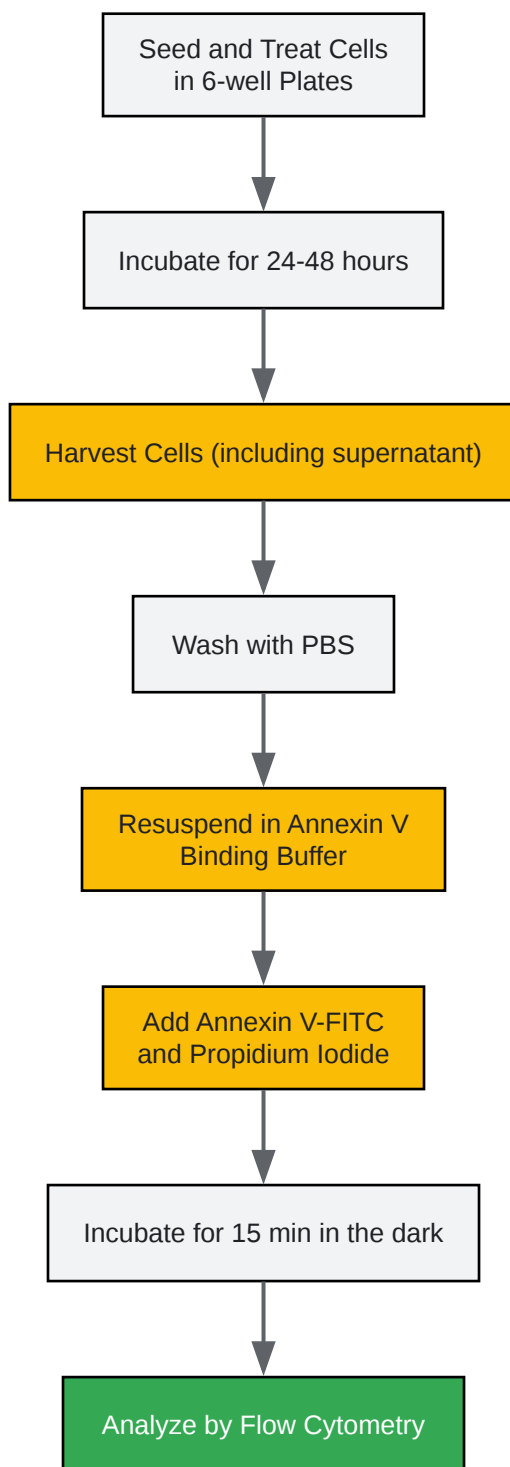 Seed and Treat Cells
in 6-well Plates
Incubate for 24-48 hours
Harvest Cells (including supernatant)
Wash with PBS
Resuspend in Annexin V
Binding Buffer
Add Annexin V-FITC
and Propidium Iodide
Incubate for 15 min in the dark
Analyze by Flow Cytometry